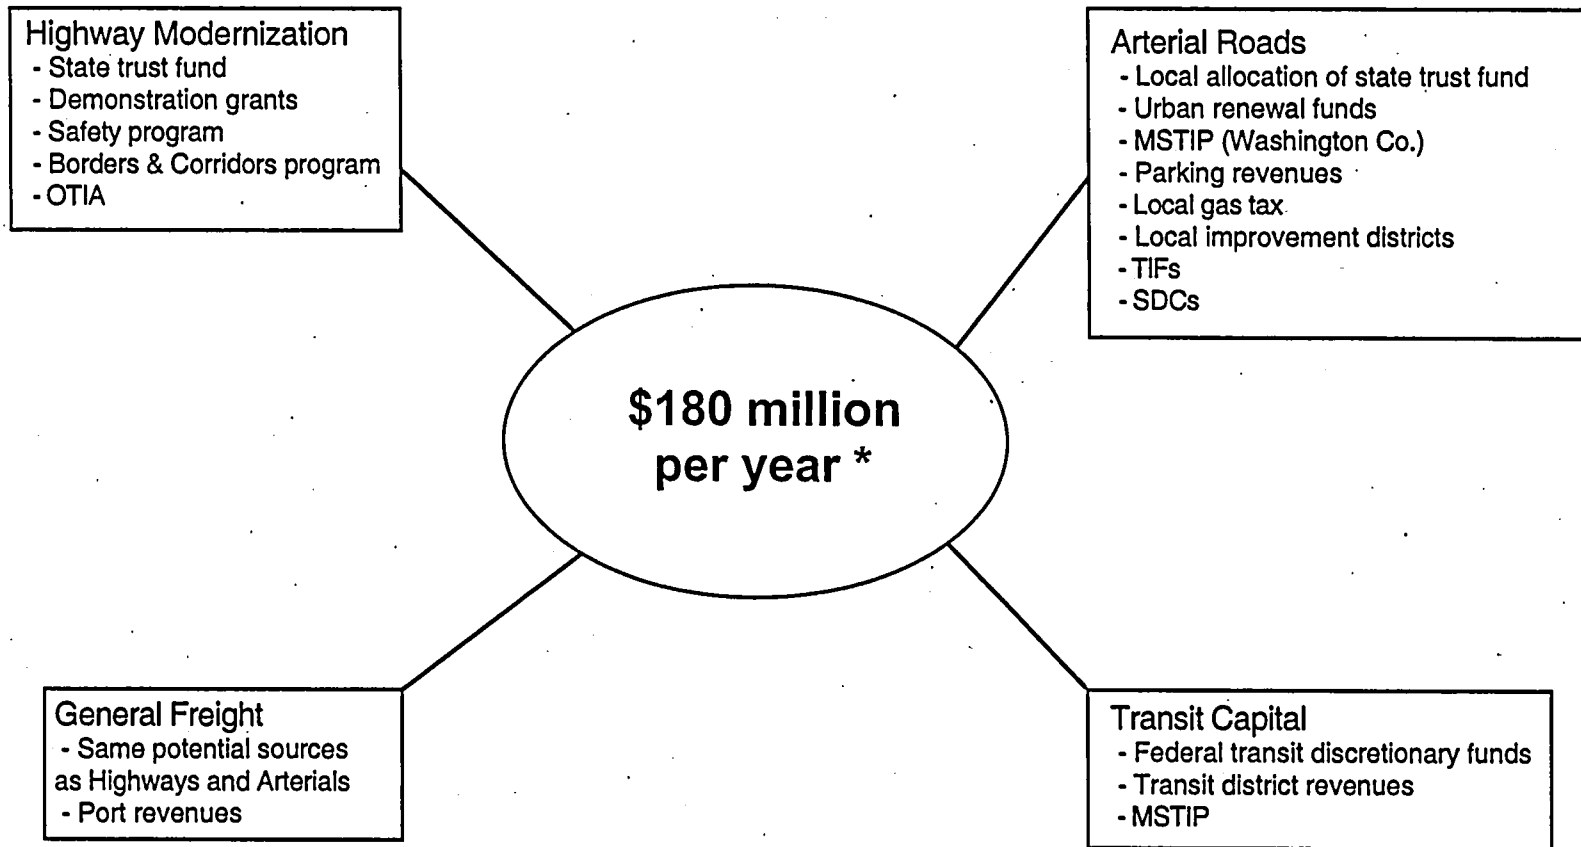 Highway Modernization
- State trust fund
- Demonstration grants
- Safety program
- Borders & Corridors program
- OTIA
Arterial Roads
- Local allocation of state trust fund
- Urban renewal funds
- MSTIP (Washington Co.)
- Parking revenues
- Local gas tax
- Local improvement districts
- TIFs
- SDCs
$180 million
per year *
General Freight
- Same potential sources
as Highways and Arterials
- Port revenues
Transit Capital
- Federal transit discretionary funds
- Transit district revenues
- MSTIP